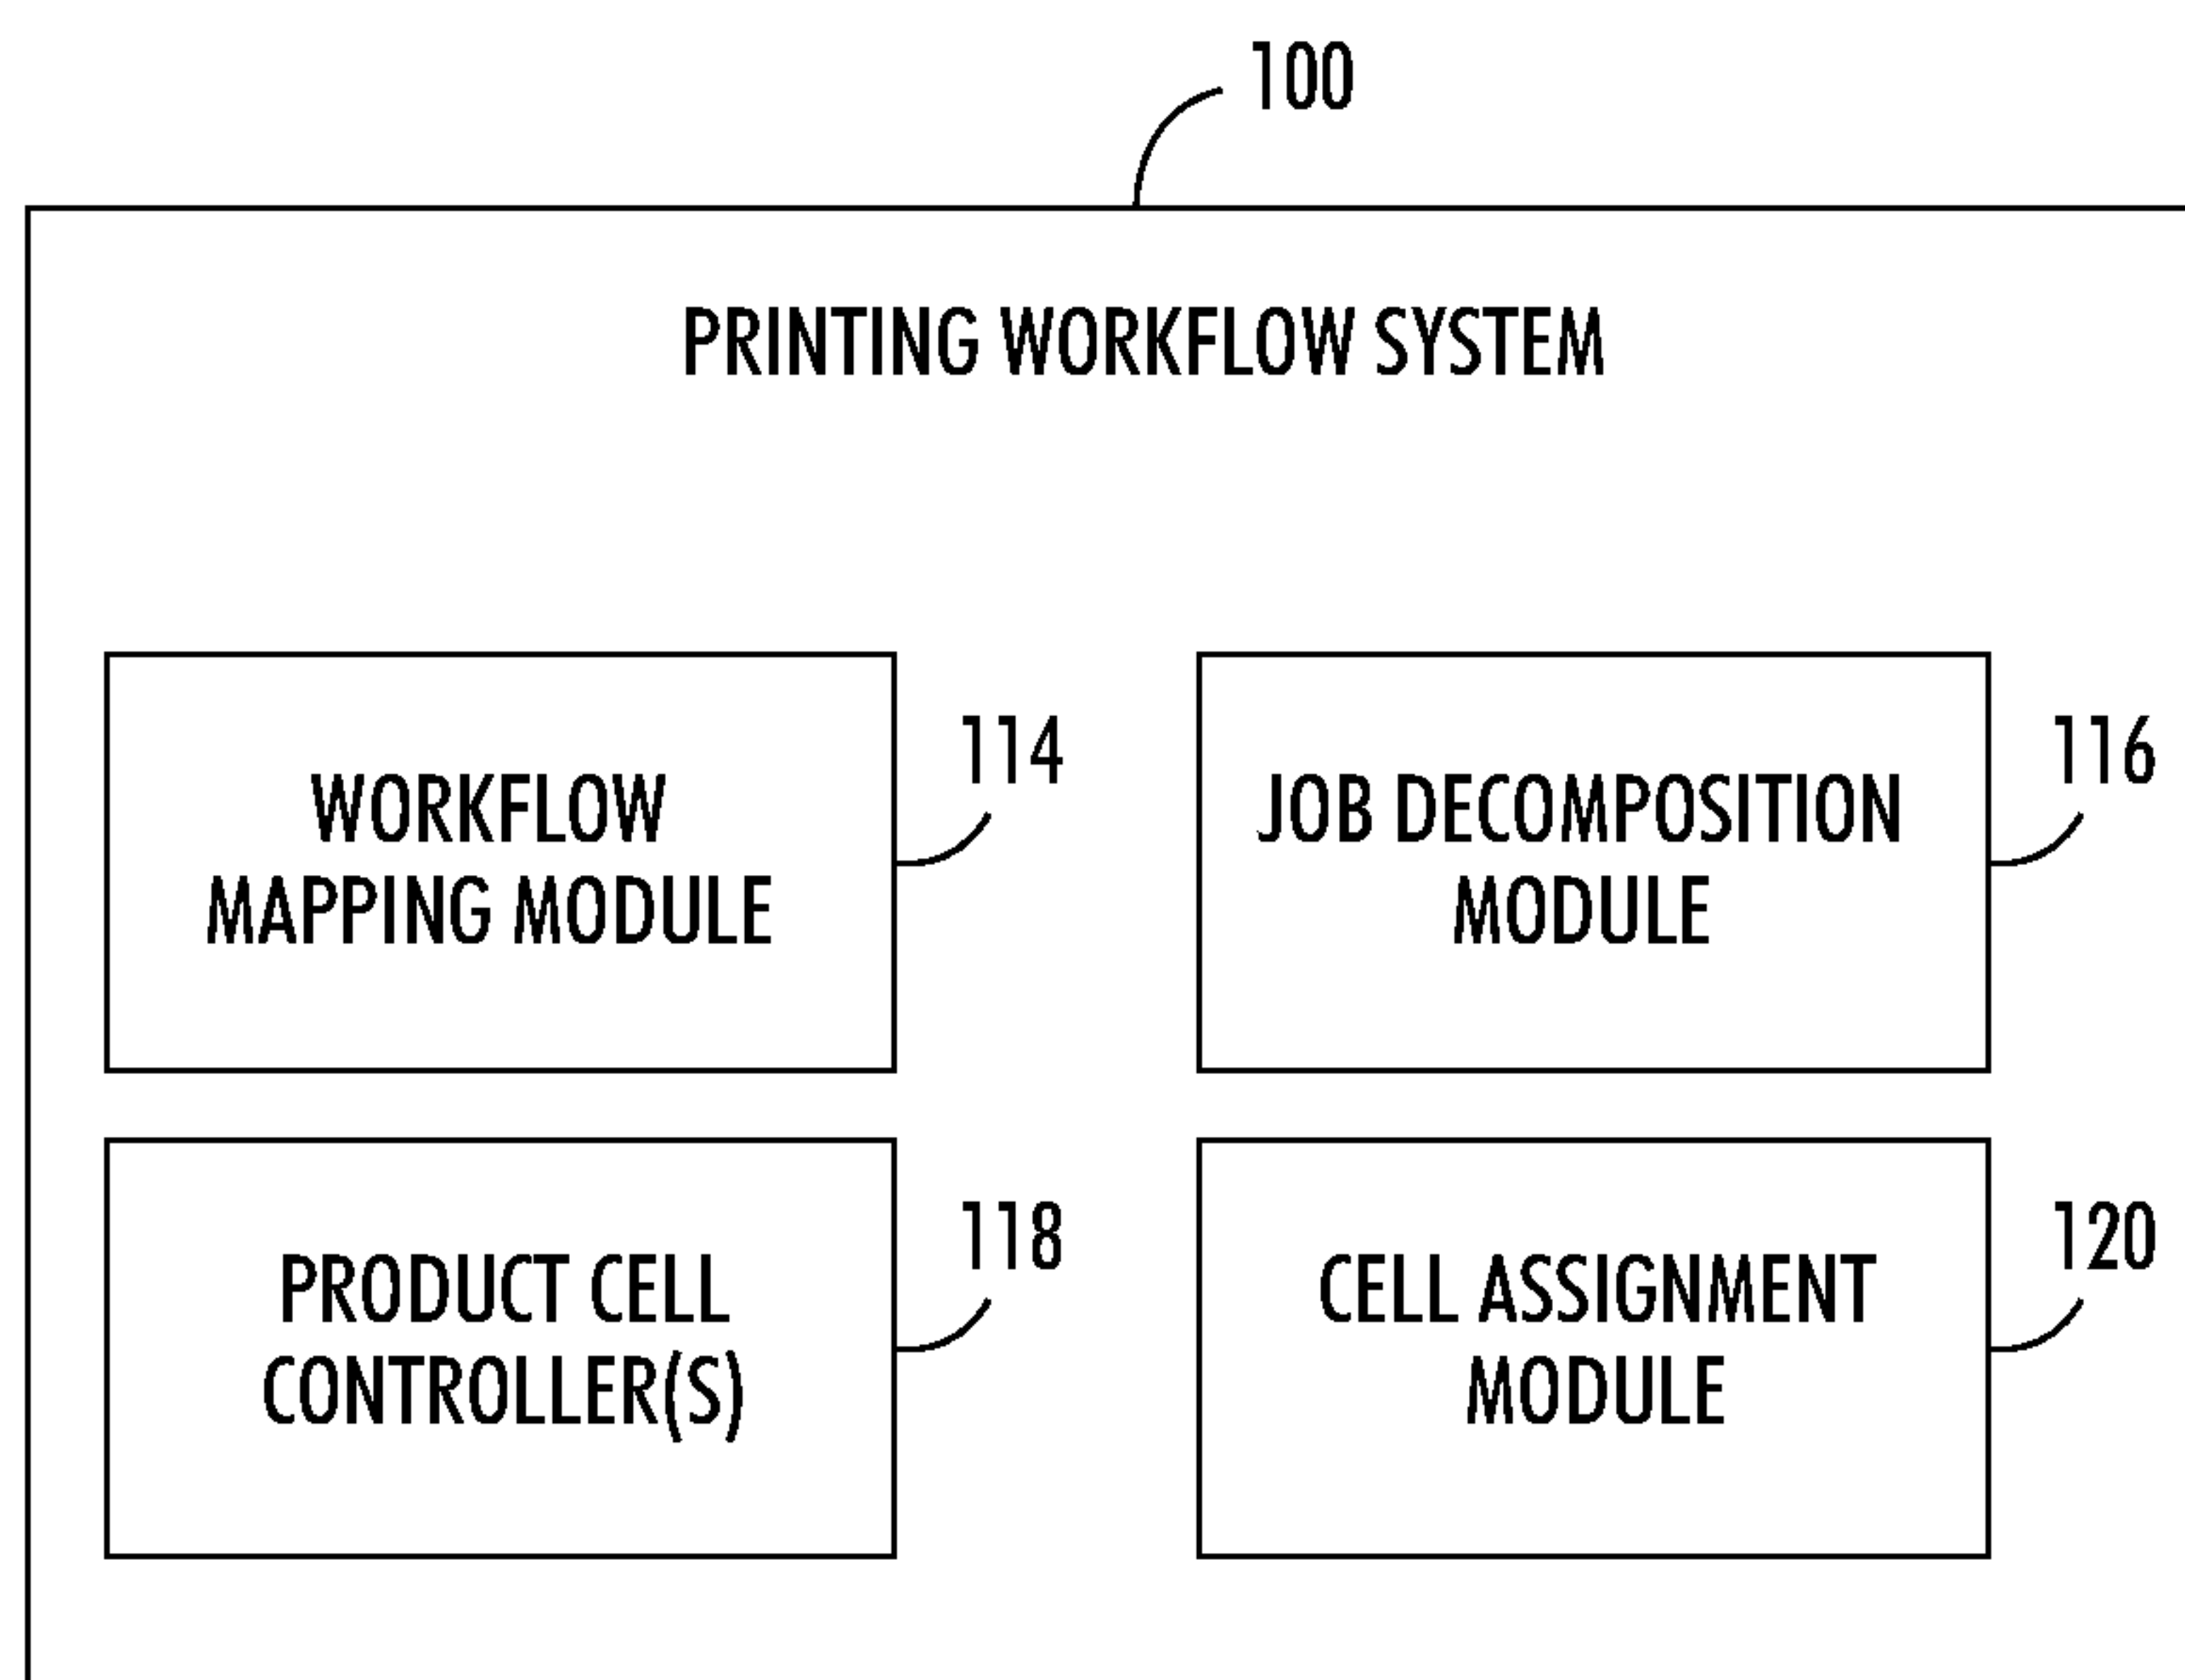 100
PRINTING WORKFLOW SYSTEM
114
WORKFLOW
MAPPING MODULE
116
JOB DECOMPOSITION
MODULE
118
PRODUCT CELL
CONTROLLER(S)
120
CELL ASSIGNMENT
MODULE